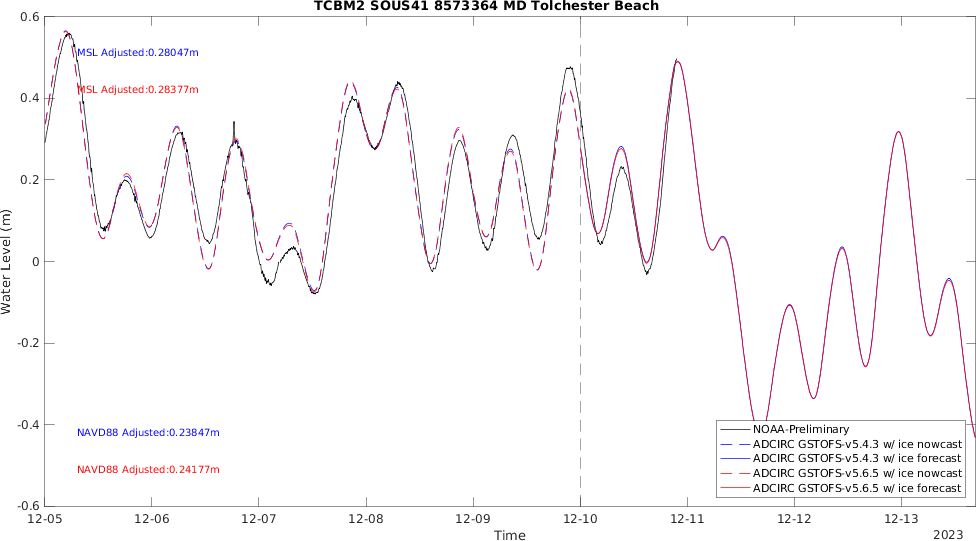 TCBM2 SOUS41 8573364 MD Tolchester Beach
0.6
0.4
0.2
0
-0.2
-0.4
-0.6
Water Level (m)
MSL Adjusted:0.28047m
MSL Adjusted:0.28377m
NAVD88 Adjusted:0.23847m
NAVD88 Adjusted:0.24177m
NOAA-Preliminary
ADCIRC GSTOFS-v5.4.3 w/ ice nowcast
ADCIRC GSTOFS-v5.4.3 w/ ice forecast
ADCIRC GSTOFS-v5.6.5 w/ ice nowcast
ADCIRC GSTOFS-v5.6.5 w/ ice forecast
12-05 12-06 12-07 12-08 12-09 12-10 12-11 12-12 12-13
Time
2023